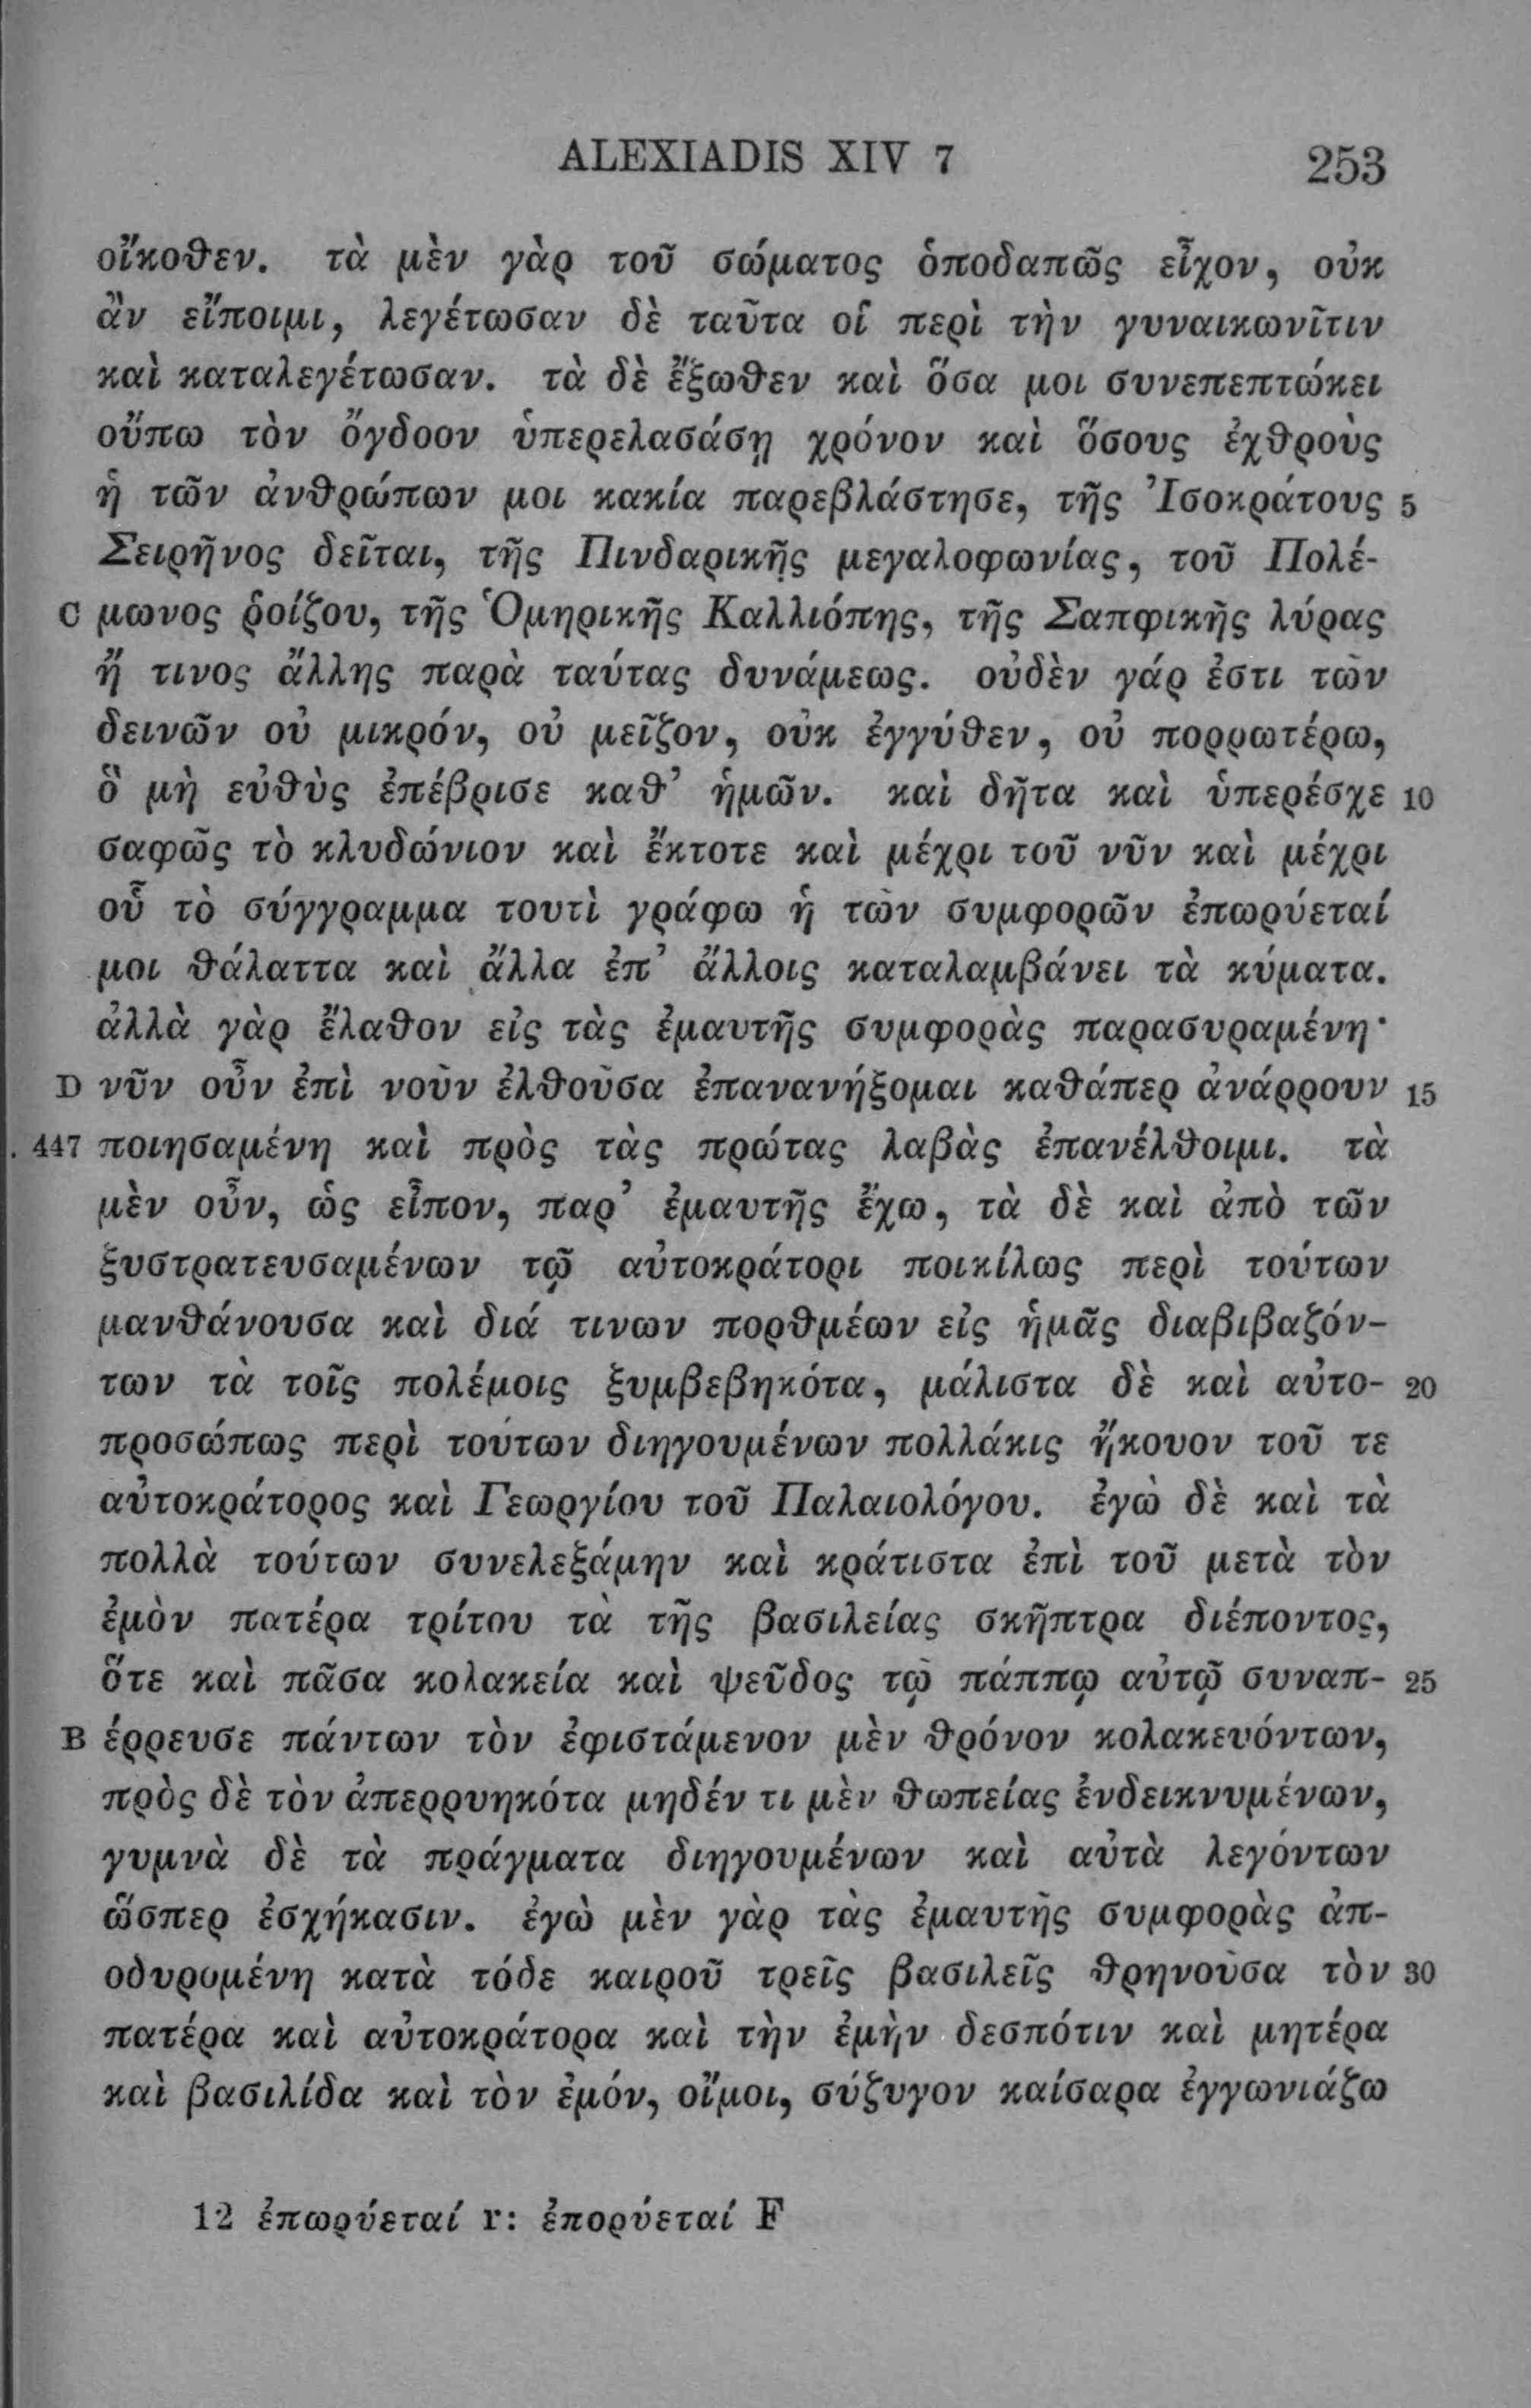 ALEXIADIS XIV 7 253
οἴκοθεν. τὰ μὲν γὰρ τοῦ σώματος ὁποδαπῶς εἶχον, οὐκ
ἂν εἴποιμι, λεγέτωσαν δὲ ταῦτα οἱ περὶ τὴν γυναικωνῖτιν
καὶ καταλεγέτωσαν. τὰ δὲ ἔξωθεν καὶ ὅσα μοι συνεπεπτώκει
οὔπω τὸν ὄγδοον ὑπερελασάσῃ χρόνον καὶ ὅσους ἐχθροὺς
ἡ τῶν ἀνθρώπων μοι κακία παρεβλάστησε, τῆς Ἰσοκράτους 5
Σειρῆνος δεῖται, τῆς Πινδαρικῆς μεγαλοφωνίας, τοῦ Πολέ-
C μωνος ῥοίζου, τῆς Ὁμηρικῆς Καλλιόπης, τῆς Σαπφικῆς λύρας
ἤ τινος ἄλλης παρὰ ταύτας δυνάμεως. οὐδὲν γάρ ἐστι τῶν
δεινῶν οὐ μικρόν, οὐ μεῖζον, οὐκ ἐγγύθεν, οὐ πορρωτέρω,
ὃ μὴ εὐθὺς ἐπέβρισε καθ’ ἡμῶν. καὶ δῆτα καὶ ὑπερέσχε 10
σαφῶς τὸ κλυδώνιον καὶ ἔκτοτε καὶ μέχρι τοῦ νῦν καὶ μέχρι
οὗ τὸ σύγγραμμα τουτὶ γράφω ἡ τῶν συμφορῶν ἐπωρύεταί
μοι θάλαττα καὶ ἄλλα ἐπ’ ἄλλοις καταλαμβάνει τὰ κύματα.
ἀλλὰ γὰρ ἔλαθον εἰς τὰς ἐμαυτῆς συμφορὰς παρασυραμένη·
D νῦν οὖν ἐπὶ νοῦν ἐλθοῦσα ἐπανανήξομαι καθάπερ ἀνάρρουν 15
. 447 ποιησαμένη καὶ πρὸς τὰς πρώτας λαβὰς ἐπανέλθοιμι. τὰ
μὲν οὖν, ὡς εἶπον, παρ’ ἐμαυτῆς ἔχω, τὰ δὲ καὶ ἀπὸ τῶν
ξυστρατευσαμένων τῷ αὐτοκράτορι ποικίλως περὶ τούτων
μανθάνουσα καὶ διά τινων πορθμέων εἰς ἡμᾶς διαβιβαζόν-
των τὰ τοῖς πολέμοις ξυμβεβηκότα, μάλιστα δὲ καὶ αὐτο- 20
προσώπως περὶ τούτων διηγουμένων πολλάκις ἤκουον τοῦ τε
αὐτοκράτορος καὶ Γεωργίου τοῦ Παλαιολόγου. ἐγὼ δὲ καὶ τὰ
πολλὰ τούτων συνελεξάμην καὶ κράτιστα ἐπὶ τοῦ μετὰ τὸν
ἐμὸν πατέρα τρίτου τὰ τῆς βασιλείας σκῆπτρα διέποντος,
ὅτε καὶ πᾶσα κολακεία καὶ ψεῦδος τῷ πάππῳ αὐτῷ συναπ- 25
B έρρευσε πάντων τὸν ἐφιστάμενον μὲν θρόνον κολακευόντων,
πρὸς δὲ τὸν ἀπερρυηκότα μηδέν τι μὲν θωπείας ἐνδεικνυμένων,
γυμνὰ δὲ τὰ πράγματα διηγουμένων καὶ αὐτὰ λεγόντων
ὥσπερ ἐσχήκασιν. ἐγὼ μὲν γὰρ τὰς ἐμαυτῆς συμφορὰς ἀπ-
οδυρομένη κατὰ τόδε καιροῦ τρεῖς βασιλεῖς θρηνοῦσα τὸν 30
πατέρα καὶ αὐτοκράτορα καὶ τὴν ἐμὴν δεσπότιν καὶ μητέρα
καὶ βασιλίδα καὶ τὸν ἐμόν, οἴμοι, σύζυγον καίσαρα ἐγγωνιάζω
12 ἐπωρύεταί r: ἐπορύεταί F